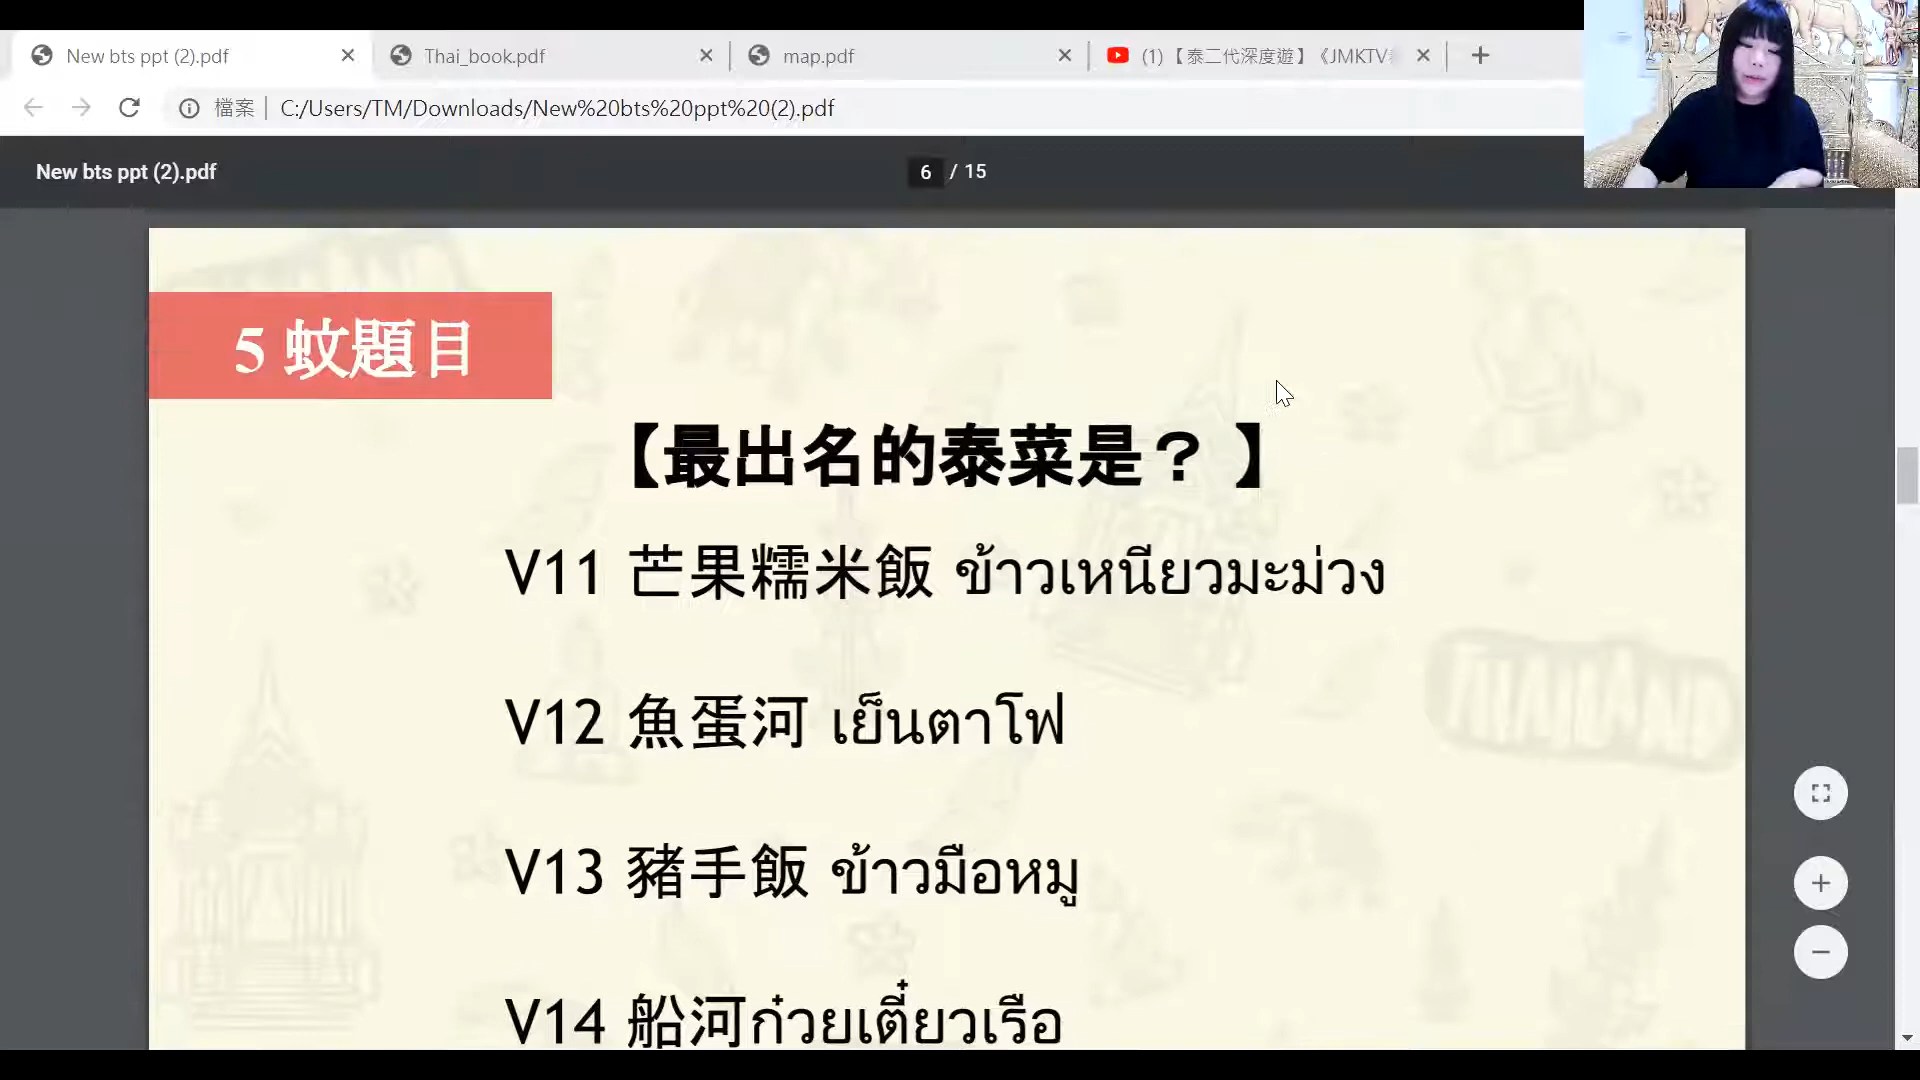 New bts ppt (2).pdf
Thai_book.pdf
map.pdf
(1)【泰二代深度遊】《JMKTV
檔案
C:/Users/TM/Downloads/New%20bts%20ppt%20(2).pdf
New bts ppt (2).pdf
6 / 15
5 蚊題目
【最出名的泰菜是？】
V11 芒果糯米飯 ข้าวเหนียวมะม่วง
THAILAND
V12 魚蛋河 เย็นตาโฟ
V13 豬手飯 ข้าวมือหมู
V14 船河ก๋วยเตี๋ยวเรือ